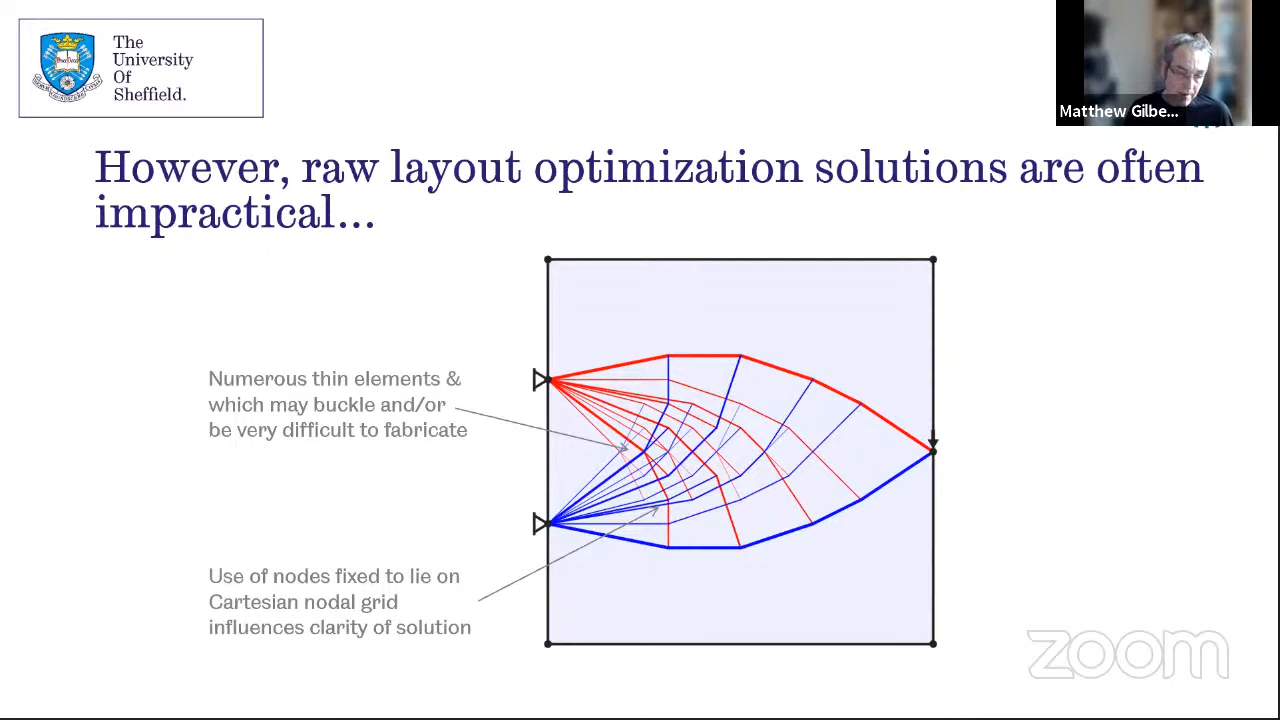 The
University
Of
Sheffield.
Matthew Gilbe...
However, raw layout optimization solutions are often
impractical...
Numerous thin elements &
which may buckle and/or
be very difficult to fabricate
Use of nodes fixed to lie on
Cartesian nodal grid
influences clarity of solution
zoom